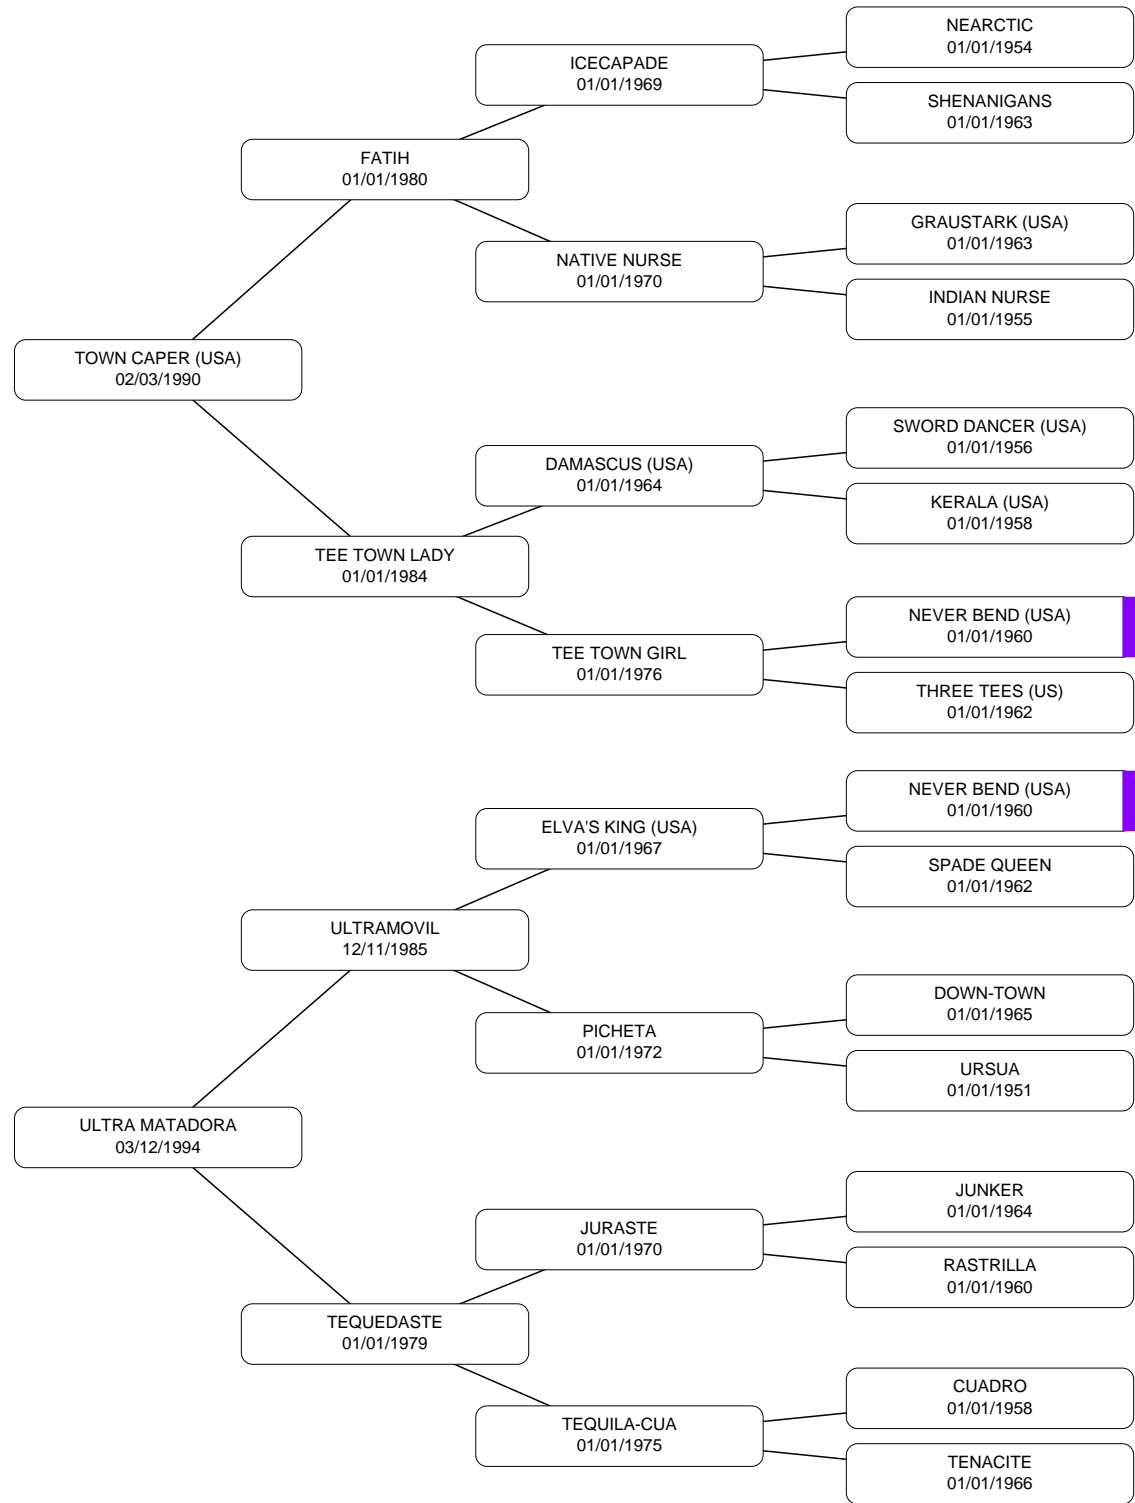 NEARCTIC
01/01/1954
ICECAPADE
01/01/1969
SHENANIGANS
01/01/1963
FATIH
01/01/1980
GRAUSTARK (USA)
01/01/1963
NATIVE NURSE
01/01/1970
INDIAN NURSE
01/01/1955
TOWN CAPER (USA)
02/03/1990
SWORD DANCER (USA)
01/01/1956
DAMASCUS (USA)
01/01/1964
KERALA (USA)
01/01/1958
TEE TOWN LADY
01/01/1984
NEVER BEND (USA)
01/01/1960
TEE TOWN GIRL
01/01/1976
THREE TEES (US)
01/01/1962
NEVER BEND (USA)
01/01/1960
ELVA'S KING (USA)
01/01/1967
SPADE QUEEN
01/01/1962
ULTRAMOVIL
12/11/1985
DOWN-TOWN
01/01/1965
PICHETA
01/01/1972
URSUA
01/01/1951
ULTRA MATADORA
03/12/1994
JUNKER
01/01/1964
JURASTE
01/01/1970
RASTRILLA
01/01/1960
TEQUEDASTE
01/01/1979
CUADRO
01/01/1958
TEQUILA-CUA
01/01/1975
TENACITE
01/01/1966